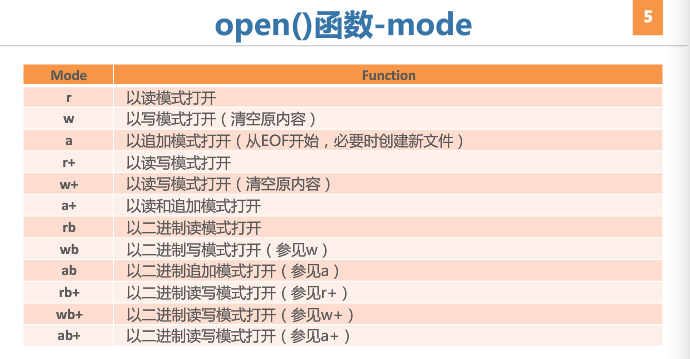 open()函数-mode
5
Mode Function
r 以读模式打开
w 以写模式打开（清空原内容）
a 以追加模式打开（从EOF开始，必要时创建新文件）
r+ 以读写模式打开
w+ 以读写模式打开（清空原内容）
a+ 以读和追加模式打开
rb 以二进制读模式打开
wb 以二进制写模式打开（参见w）
ab 以二进制追加模式打开（参见a）
rb+ 以二进制读写模式打开（参见r+）
wb+ 以二进制读写模式打开（参见w+）
ab+ 以二进制读写模式打开（参见a+）